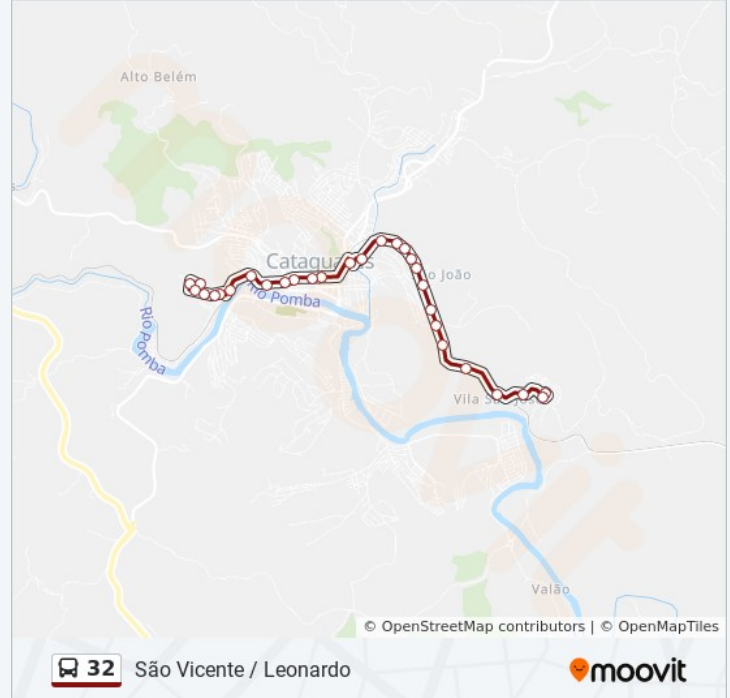 Alto Belém
Cataguases
o João
Rio Pomba
Rio Pomba
Vila São José
Valão
© OpenStreetMap contributors | © OpenMapTiles
32 São Vicente / Leonardo
moovit